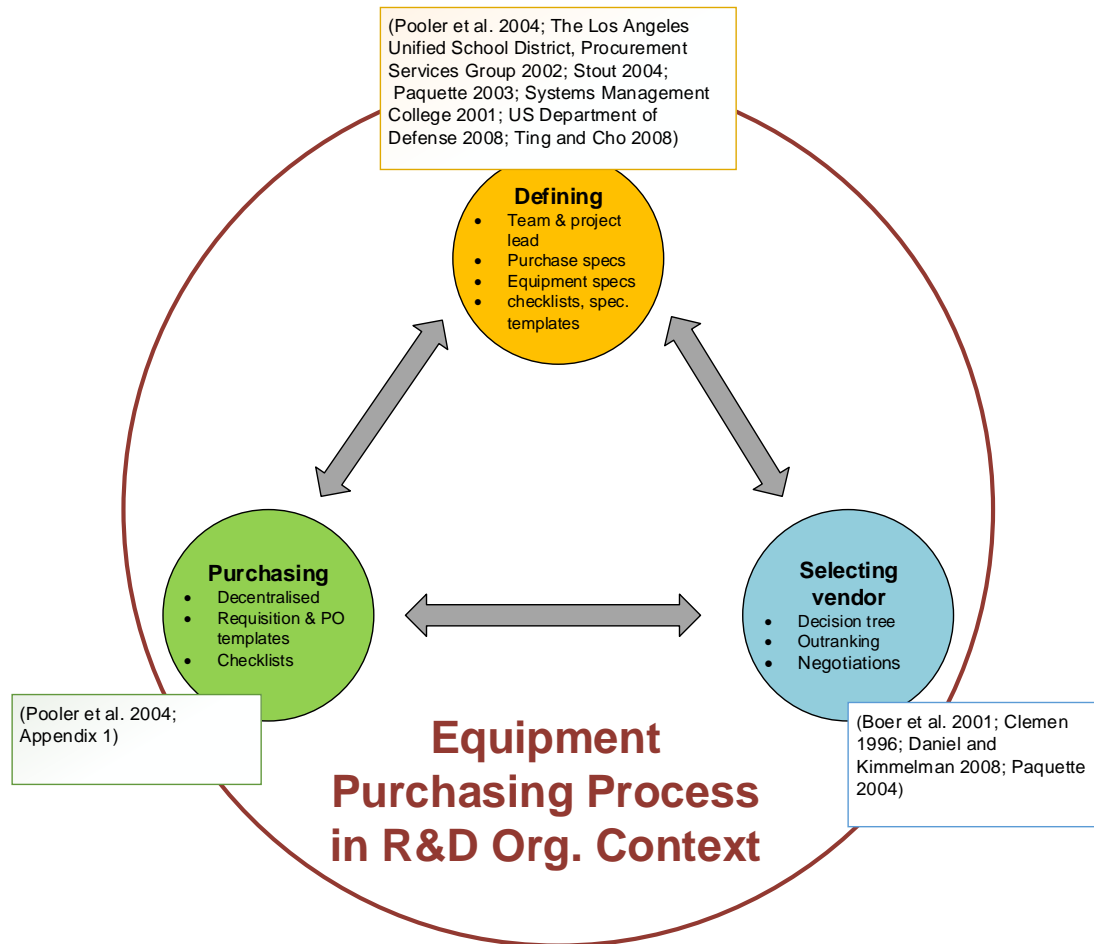 (Pooler et al. 2004; The Los Angeles
Unified School District, Procurement
Services Group 2002; Stout 2004;
Paquette 2003; Systems Management
College 2001; US Department of
Defense 2008; Ting and Cho 2008)
Defining
• Team & project
lead
• Purchase specs
• Equipment specs
• checklists, spec.
templates
Purchasing
• Decentralised
• Requisition & PO
templates
• Checklists
Selecting
vendor
• Decision tree
• Outranking
• Negotiations
(Pooler et al. 2004;
Appendix 1)
(Boer et al. 2001; Clemen
1996; Daniel and
Kimmelman 2008; Paquette
2004)
Equipment
Purchasing Process
in R&D Org. Context